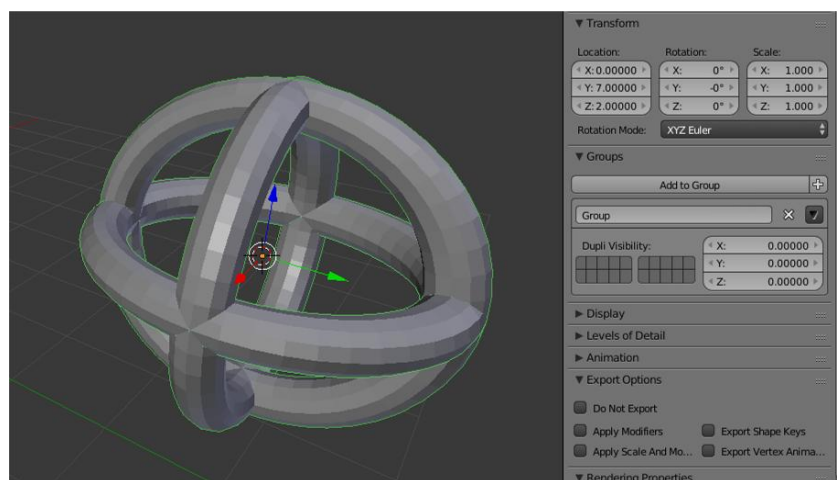 Transform
Location: Rotation: Scale:
X: 0.00000 X: 0° X: 1.000
Y: 7.00000 Y: -0° Y: 1.000
Z: 2.00000 Z: 0° Z: 1.000
Rotation Mode: XYZ Euler
Groups
Add to Group
Group
Dupli Visibility: X: 0.00000
Y: 0.00000
Z: 0.00000
Display
Levels of Detail
Animation
Export Options
Do Not Export
Apply Modifiers Export Shape Keys
Apply Scale And Mo... Export Vertex Anima...
Rendering Properties